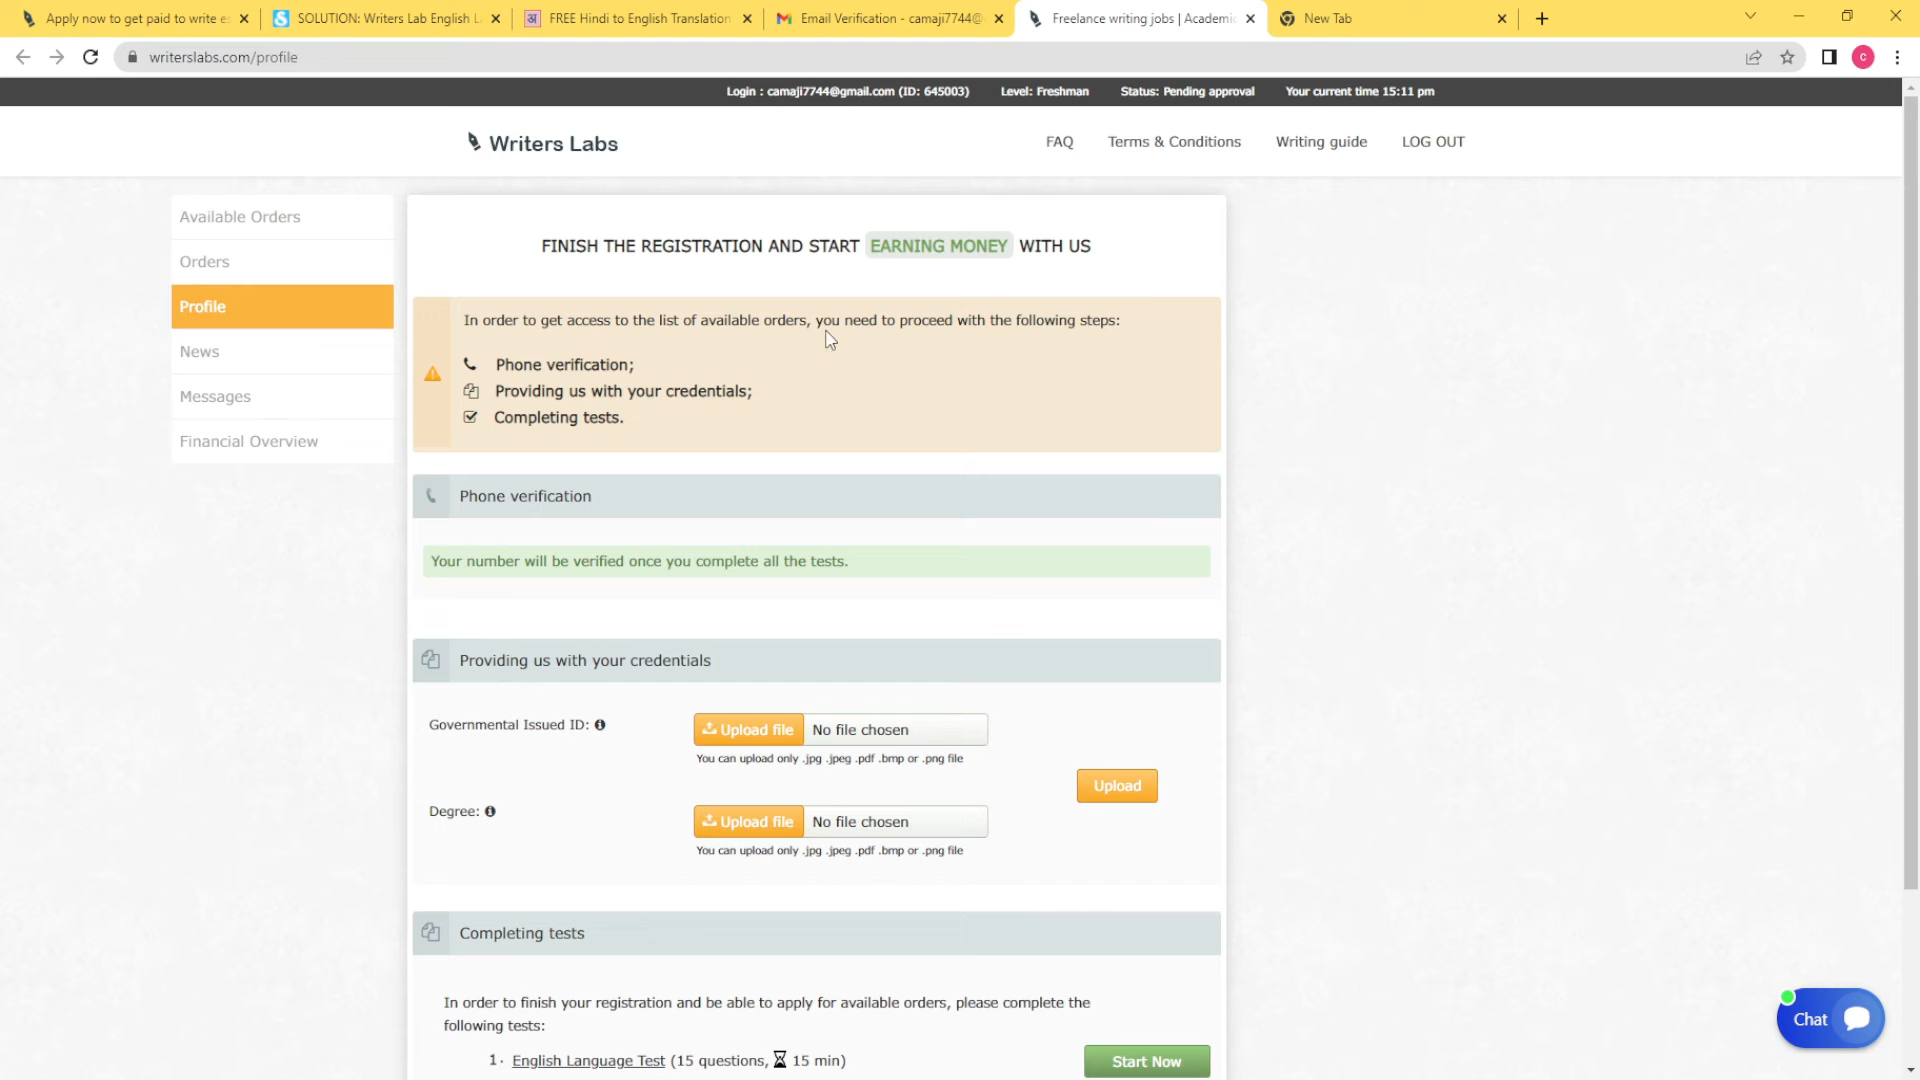 Apply now to get paid to write es
SOLUTION: Writers Lab English L
FREE Hindi to English Translation
Email Verification - camaji7744@
Freelance writing jobs | Academic
New Tab
writerslabs.com/profile
C
Login : camaji7744@gmail.com (ID: 645003)
Level: Freshman
Status: Pending approval
Your current time 15:11 pm
Writers Labs
FAQ
Terms & Conditions
Writing guide
LOG OUT
Available Orders
Orders
Profile
News
Messages
Financial Overview
FINISH THE REGISTRATION AND START EARNING MONEY WITH US
In order to get access to the list of available orders, you need to proceed with the following steps:
Phone verification;
Providing us with your credentials;
Completing tests.
Phone verification
Your number will be verified once you complete all the tests.
Providing us with your credentials
Governmental Issued ID:
Upload file No file chosen
You can upload only .jpg .jpeg .pdf .bmp or .png file
Upload
Degree:
Upload file No file chosen
You can upload only .jpg .jpeg .pdf .bmp or .png file
Completing tests
In order to finish your registration and be able to apply for available orders, please complete the
following tests:
1. English Language Test (15 questions, 15 min)
Start Now
Chat